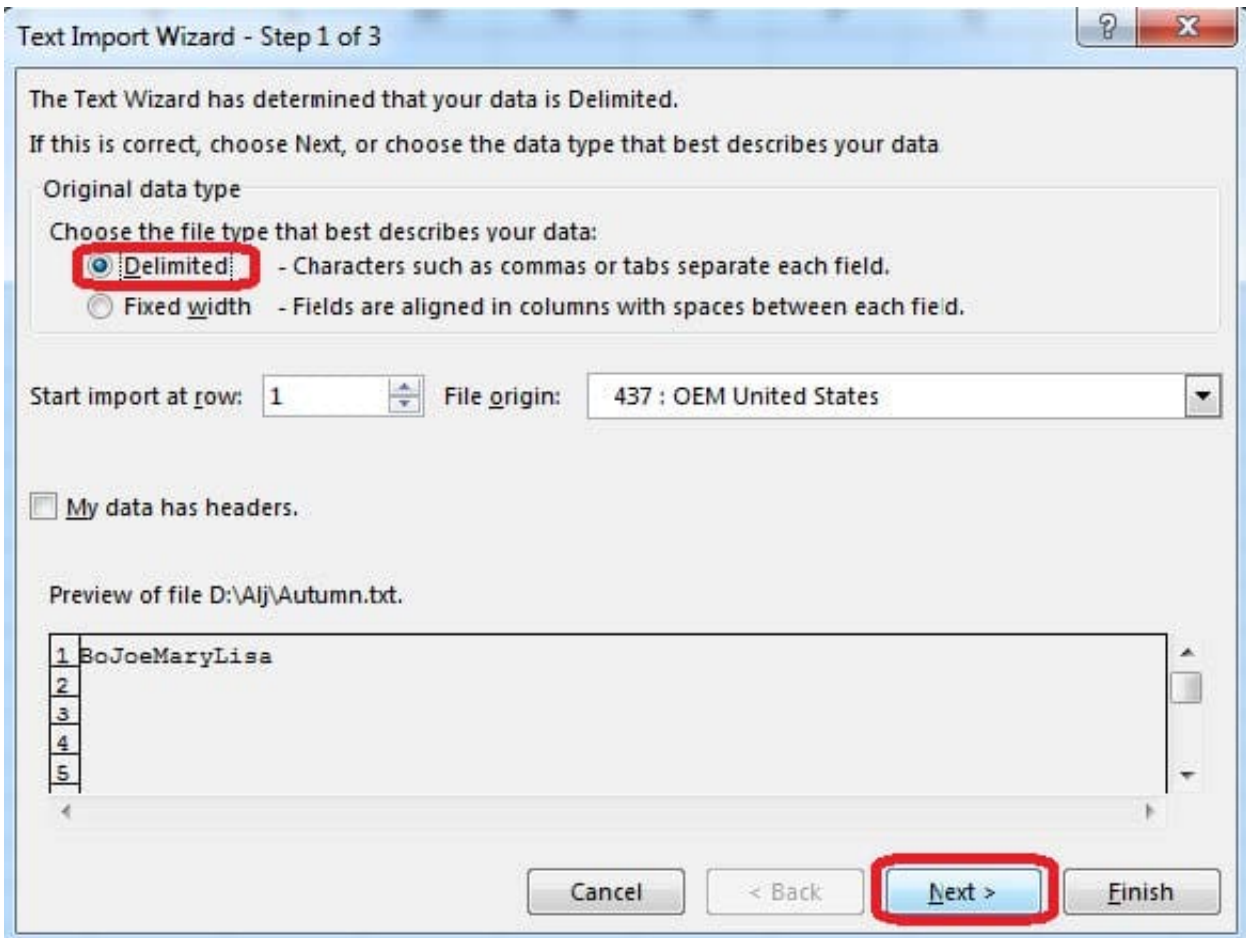 Text Import Wizard - Step 1 of 3
?
The Text Wizard has determined that your data is Delimited.
If this is correct, choose Next, or choose the data type that best describes your data
Original data type
Choose the file type that best describes your data:
Delimited - Characters such as commas or tabs separate each field.
Fixed width - Fields are aligned in columns with spaces between each field.
Start import at row: 1 File origin: 437 : OEM United States
My data has headers.
Preview of file D:\Alj\Autumn.txt.
1 BoJoeMaryLisa
2
3
4
5
Cancel < Back Next > Finish